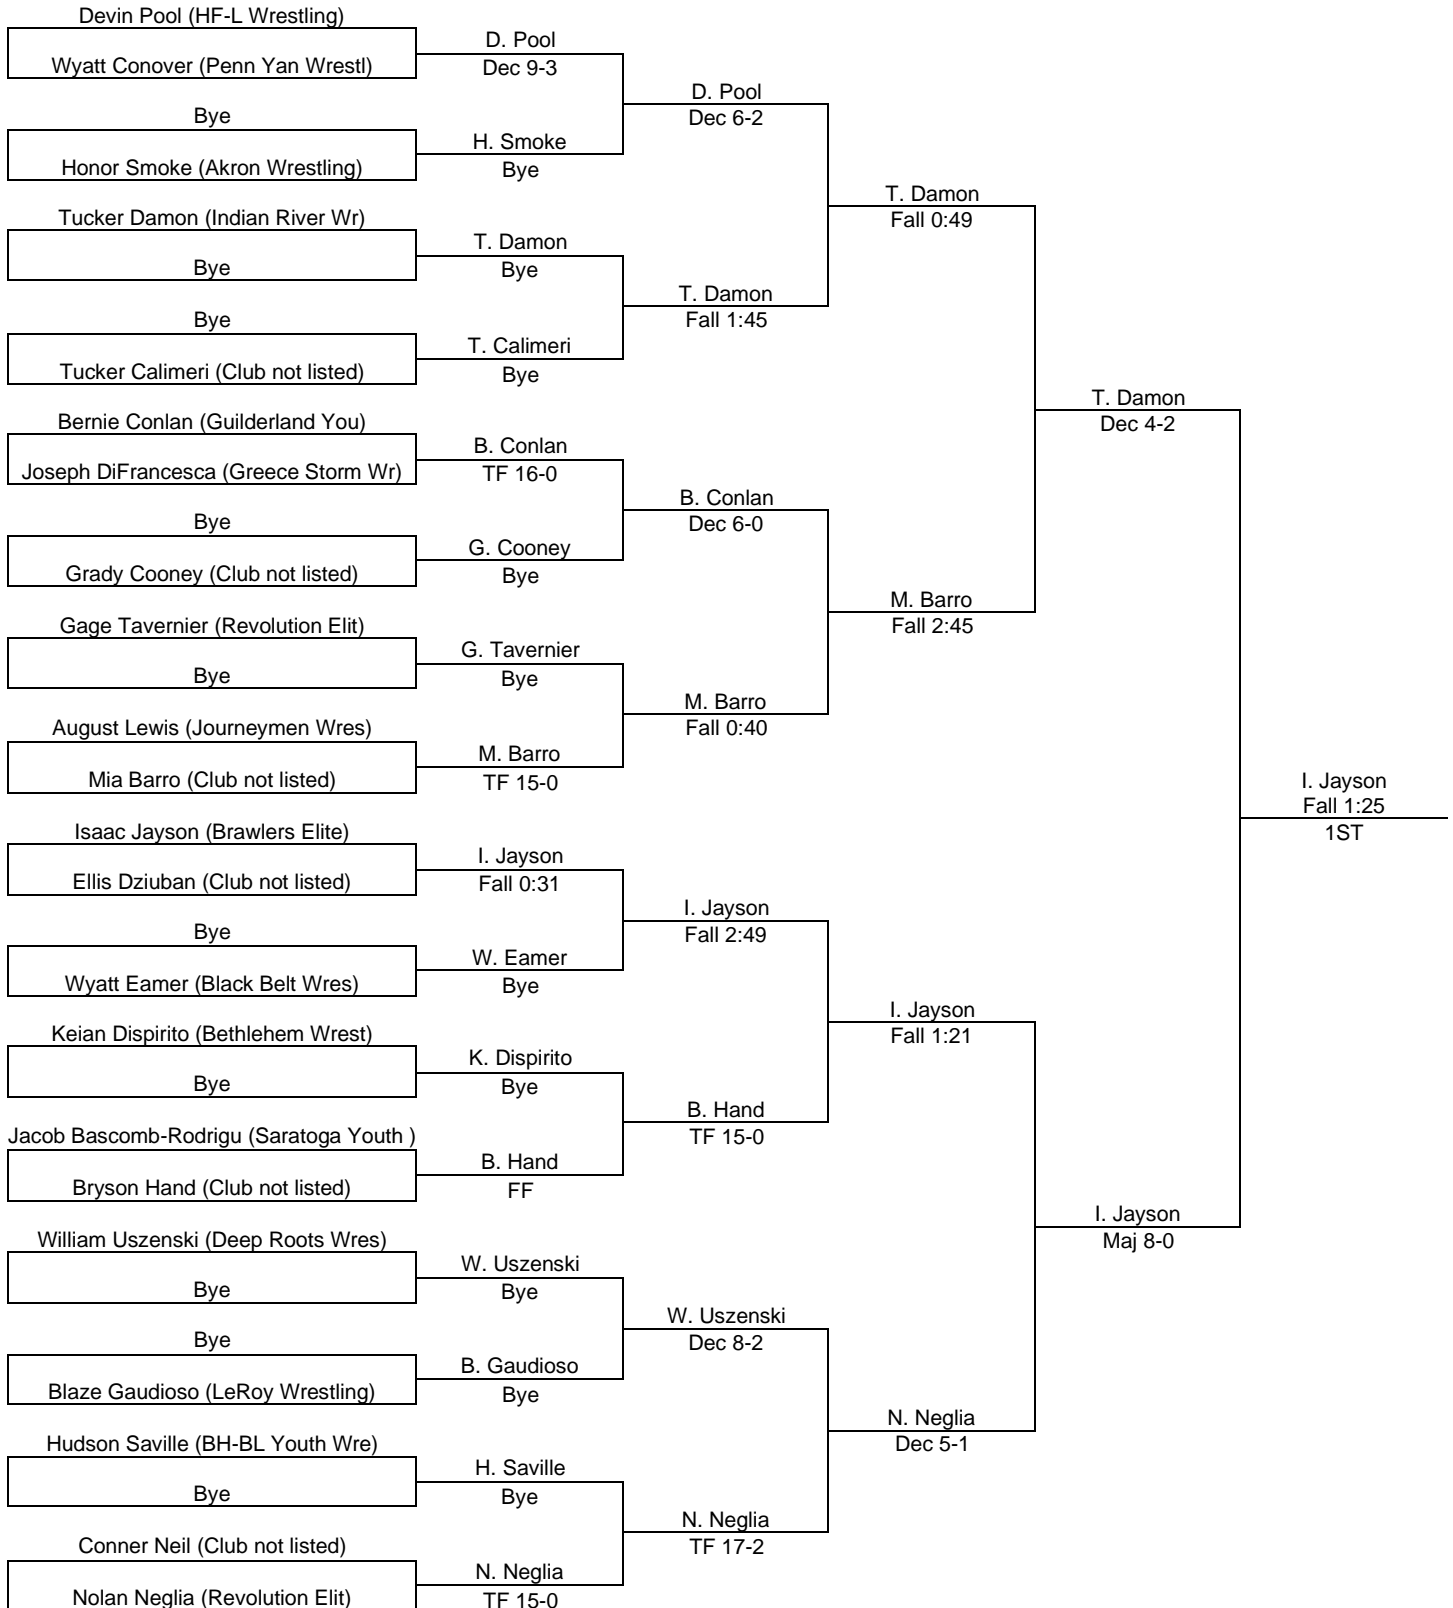 Devin Pool (HF-L Wrestling)
Wyatt Conover (Penn Yan Wrestl)
Bye
Honor Smoke (Akron Wrestling)
Tucker Damon (Indian River Wr)
Bye
Bye
Tucker Calimeri (Club not listed)
Bernie Conlan (Guilderland You)
Joseph DiFrancesca (Greece Storm Wr)
Bye
Grady Cooney (Club not listed)
Gage Tavernier (Revolution Elit)
Bye
August Lewis (Journeymen Wres)
Mia Barro (Club not listed)
Isaac Jayson (Brawlers Elite)
Ellis Dziuban (Club not listed)
Bye
Wyatt Eamer (Black Belt Wres)
Keian Dispirito (Bethlehem Wrest)
Bye
Jacob Bascomb-Rodrigu (Saratoga Youth )
Bryson Hand (Club not listed)
William Uszenski (Deep Roots Wres)
Bye
Bye
Blaze Gaudioso (LeRoy Wrestling)
Hudson Saville (BH-BL Youth Wre)
Bye
Conner Neil (Club not listed)
Nolan Neglia (Revolution Elit)
D. Pool
Dec 9-3
H. Smoke
Bye
T. Damon
Bye
T. Calimeri
Bye
B. Conlan
TF 16-0
G. Cooney
Bye
G. Tavernier
Bye
M. Barro
TF 15-0
I. Jayson
Fall 0:31
W. Eamer
Bye
K. Dispirito
Bye
B. Hand
FF
W. Uszenski
Bye
B. Gaudioso
Bye
H. Saville
Bye
N. Neglia
TF 15-0
D. Pool
Dec 6-2
T. Damon
Fall 1:45
B. Conlan
Dec 6-0
M. Barro
Fall 0:40
I. Jayson
Fall 2:49
B. Hand
TF 15-0
W. Uszenski
Dec 8-2
N. Neglia
TF 17-2
T. Damon
Fall 0:49
M. Barro
Fall 2:45
I. Jayson
Fall 1:21
N. Neglia
Dec 5-1
T. Damon
Dec 4-2
I. Jayson
Maj 8-0
I. Jayson
Fall 1:25
1ST